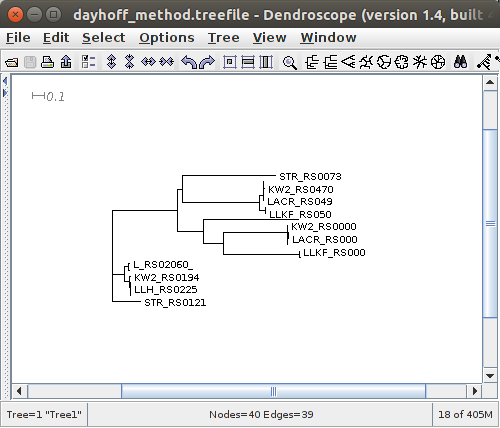 dayhoff_method.treefile - Dendroscope (version 1.4, built
File Edit Select Options Tree View Window
0.1
STR_RS0073
KW2_RS0470
LACR_RS049
LLKF_RS050
KW2_RS0000
LACR_RS000
LLKF_RS000
L_RS02060_
KW2_RS0194
LLH_RS0225
STR_RS0121
Tree=1 "Tree1" Nodes=40 Edges=39 18 of 405M